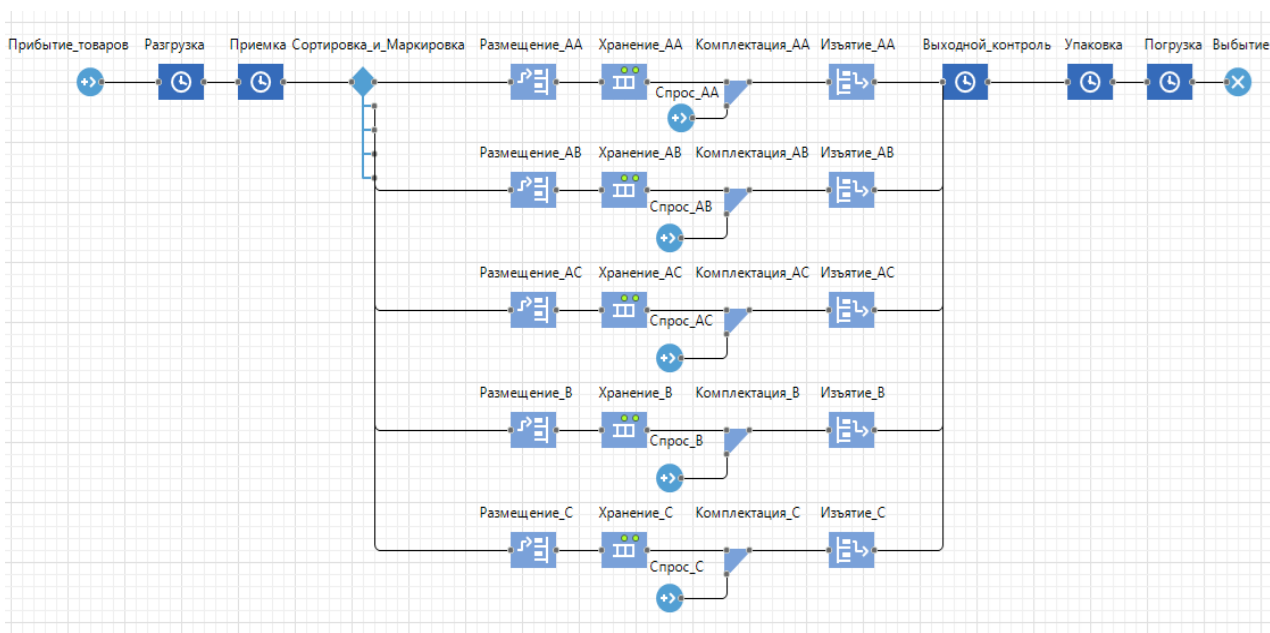 Прибытие_товаров Разгрузка Приемка Сортировка_и_Маркировка Размещение_АА Хранение_АА Комплектация_АА Изъятие_АА Выходной_контроль Упаковка Погрузка Выбытие
Спрос_АА
Размещение_АВ Хранение_АВ Комплектация_АВ Изъятие_АВ
Спрос_АВ
Размещение_АС Хранение_АС Комплектация_АС Изъятие_АС
Спрос_АС
Размещение_В Хранение_В Комплектация_В Изъятие_В
Спрос_В
Размещение_С Хранение_С Комплектация_С Изъятие_С
Спрос_С